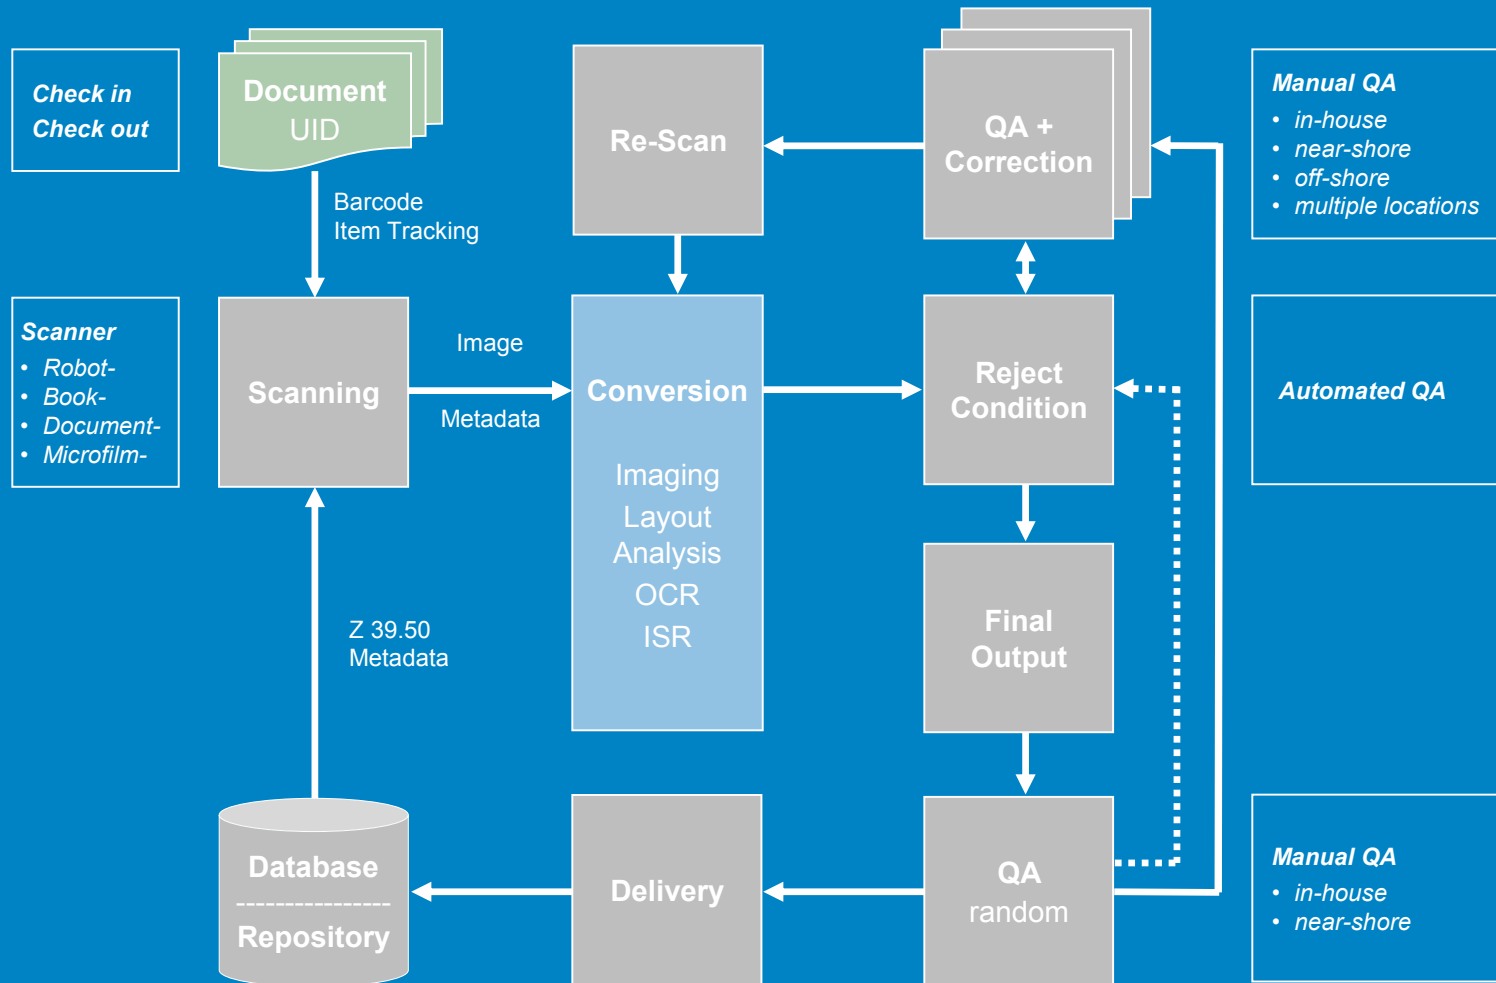 Check in
Check out
Document
UID
Re-Scan
QA +
Correction
Manual QA
• in-house
• near-shore
• off-shore
• multiple locations
Barcode
Item Tracking
Scanner
• Robot-
• Book-
• Document-
• Microfilm-
Scanning
Image
Metadata
Conversion
Imaging
Layout
Analysis
OCR
ISR
Reject
Condition
Automated QA
Z 39.50
Metadata
Final
Output
Database
----------------
Repository
Delivery
QA
random
Manual QA
• in-house
• near-shore